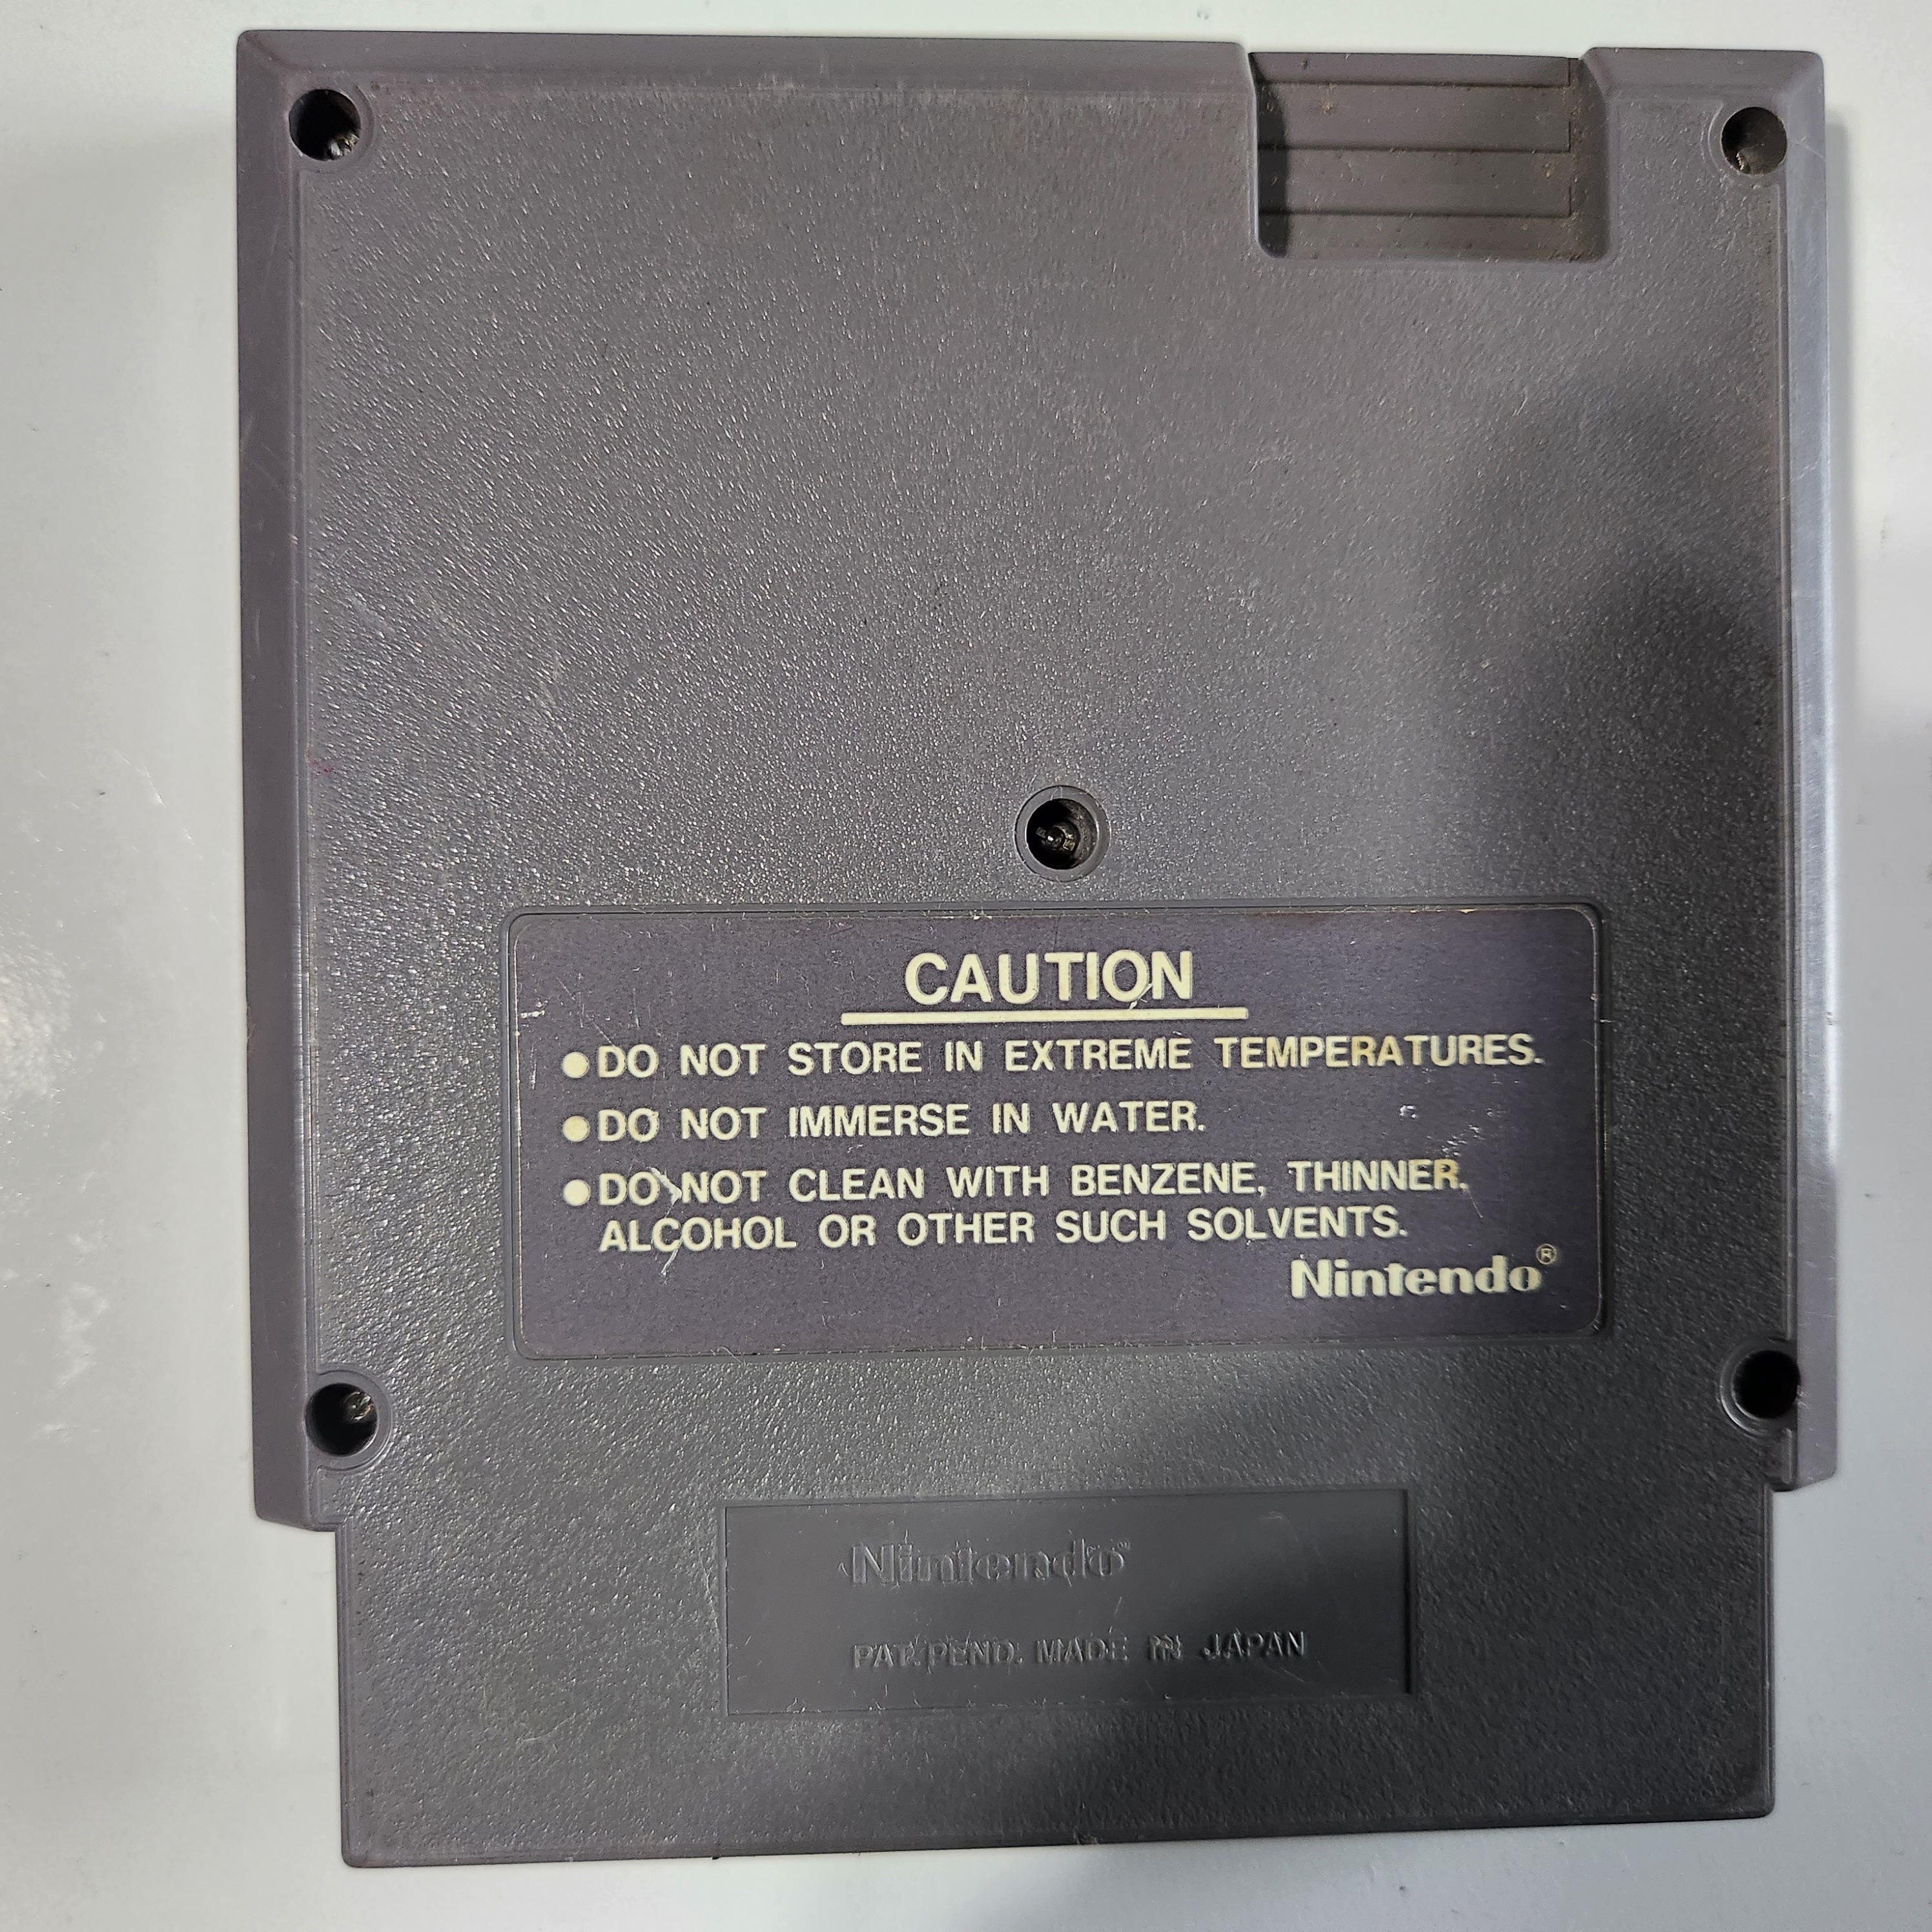 CAUTION
●DO NOT STORE IN EXTREME TEMPERATURES.
●DO NOT IMMERSE IN WATER.
●DO NOT CLEAN WITH BENZENE, THINNER,
ALCOHOL OR OTHER SUCH SOLVENTS.
Nintendo®
Nintendo
PAT. PEND. MADE IN JAPAN